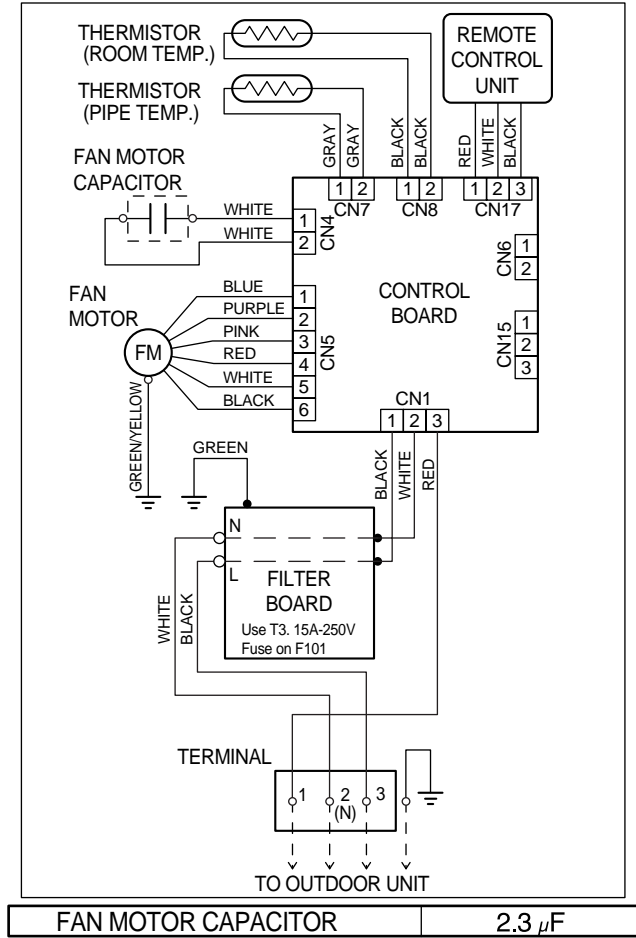 THERMISTOR
(ROOM TEMP.)
THERMISTOR
(PIPE TEMP.)
REMOTE
CONTROL
UNIT
GRAY
GRAY
BLACK
BLACK
RED
WHITE
BLACK
FAN MOTOR
CAPACITOR
1 2
CN7
1 2
CN8
1 2 3
CN17
WHITE
WHITE
1
2
CN4
CN6
1
2
FAN
MOTOR
FM
BLUE
PURPLE
PINK
RED
WHITE
BLACK
1
2
3
4
5
6
CN5
CONTROL
BOARD
CN15
1
2
3
GREEN/YELLOW
CN1
1 2 3
GREEN
BLACK
WHITE
RED
N
L
FILTER
BOARD
Use T3. 15A-250V
Fuse on F101
WHITE
BLACK
TERMINAL
1 2 3
(N)
TO OUTDOOR UNIT
FAN MOTOR CAPACITOR 2.3 μF